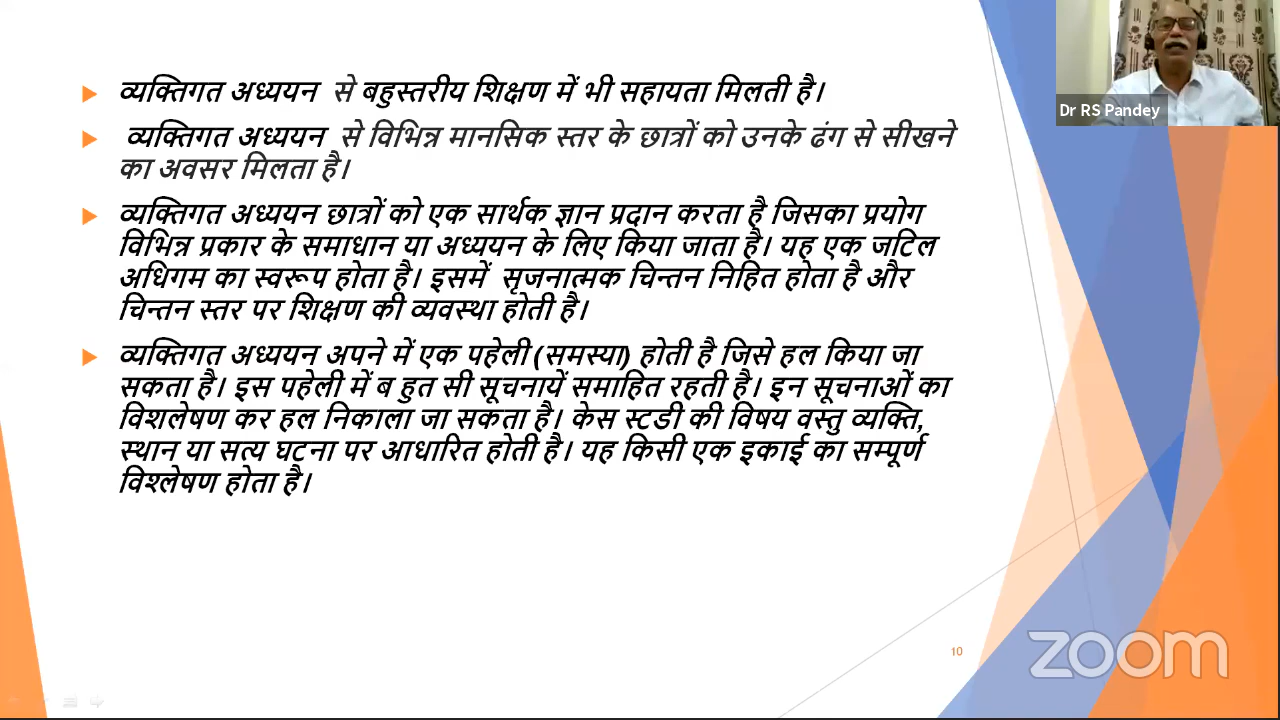 Dr RS Pandey
व्यक्तिगत अध्ययन से बहुस्तरीय शिक्षण में भी सहायता मिलती है।
व्यक्तिगत अध्ययन से विभिन्न मानसिक स्तर के छात्रों को उनके ढंग से सीखने
का अवसर मिलता है।
व्यक्तिगत अध्ययन छात्रों को एक सार्थक ज्ञान प्रदान करता है जिसका प्रयोग
विभिन्न प्रकार के समाधान या अध्ययन के लिए किया जाता है। यह एक जटिल
अधिगम का स्वरूप होता है। इसमें सृजनात्मक चिन्तन निहित होता है और
चिन्तन स्तर पर शिक्षण की व्यवस्था होती है।
व्यक्तिगत अध्ययन अपने में एक पहेली (समस्या) होती है जिसे हल किया जा
सकता है। इस पहेली में ब हुत सी सूचनायें समाहित रहती है। इन सूचनाओं का
विशलेषण कर हल निकाला जा सकता है। केस स्टडी की विषय वस्तु व्यक्ति,
स्थान या सत्य घटना पर आधारित होती है। यह किसी एक इकाई का सम्पूर्ण
विश्लेषण होता है।
10
zoom